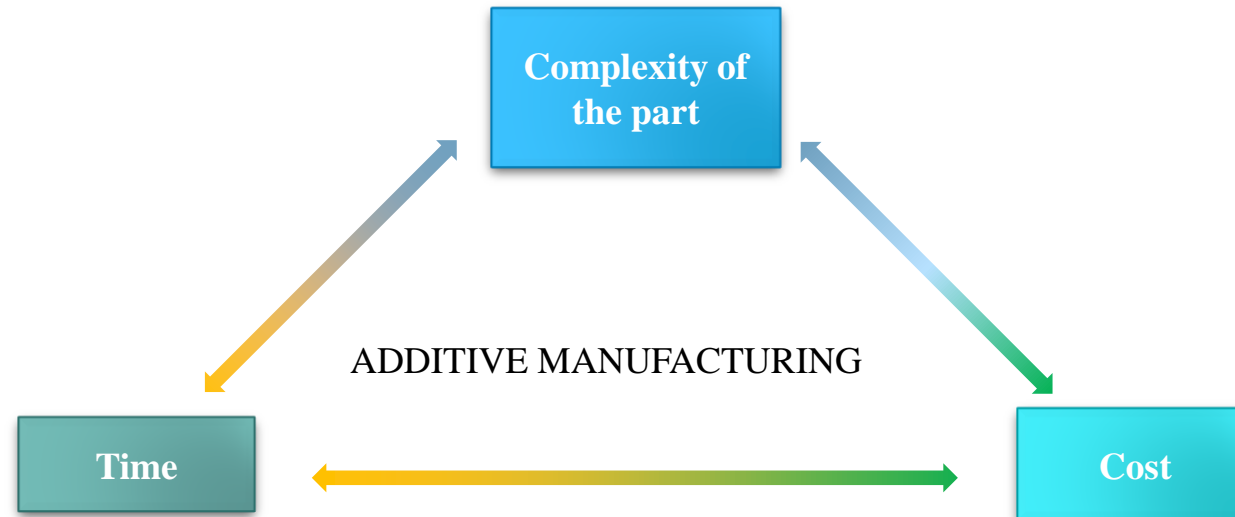 Complexity of
the part
ADDITIVE MANUFACTURING
Time
Cost